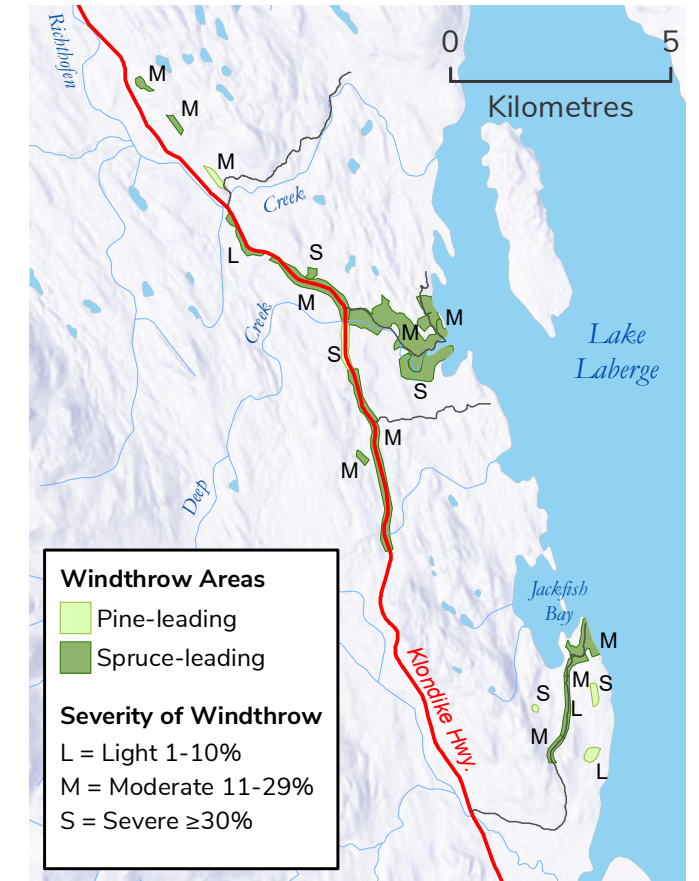 Richthofen
0 5
Kilometres
M
M
M
Creek
L
S
M
Creek
M
M
S
S
Lake
Laberge
M
M
Deep
Jackfish
Bay
M
M
S
S
L
M
L
Klondike Hwy.
Windthrow Areas
Pine-leading
Spruce-leading
Severity of Windthrow
L = Light 1-10%
M = Moderate 11-29%
S = Severe ≥30%